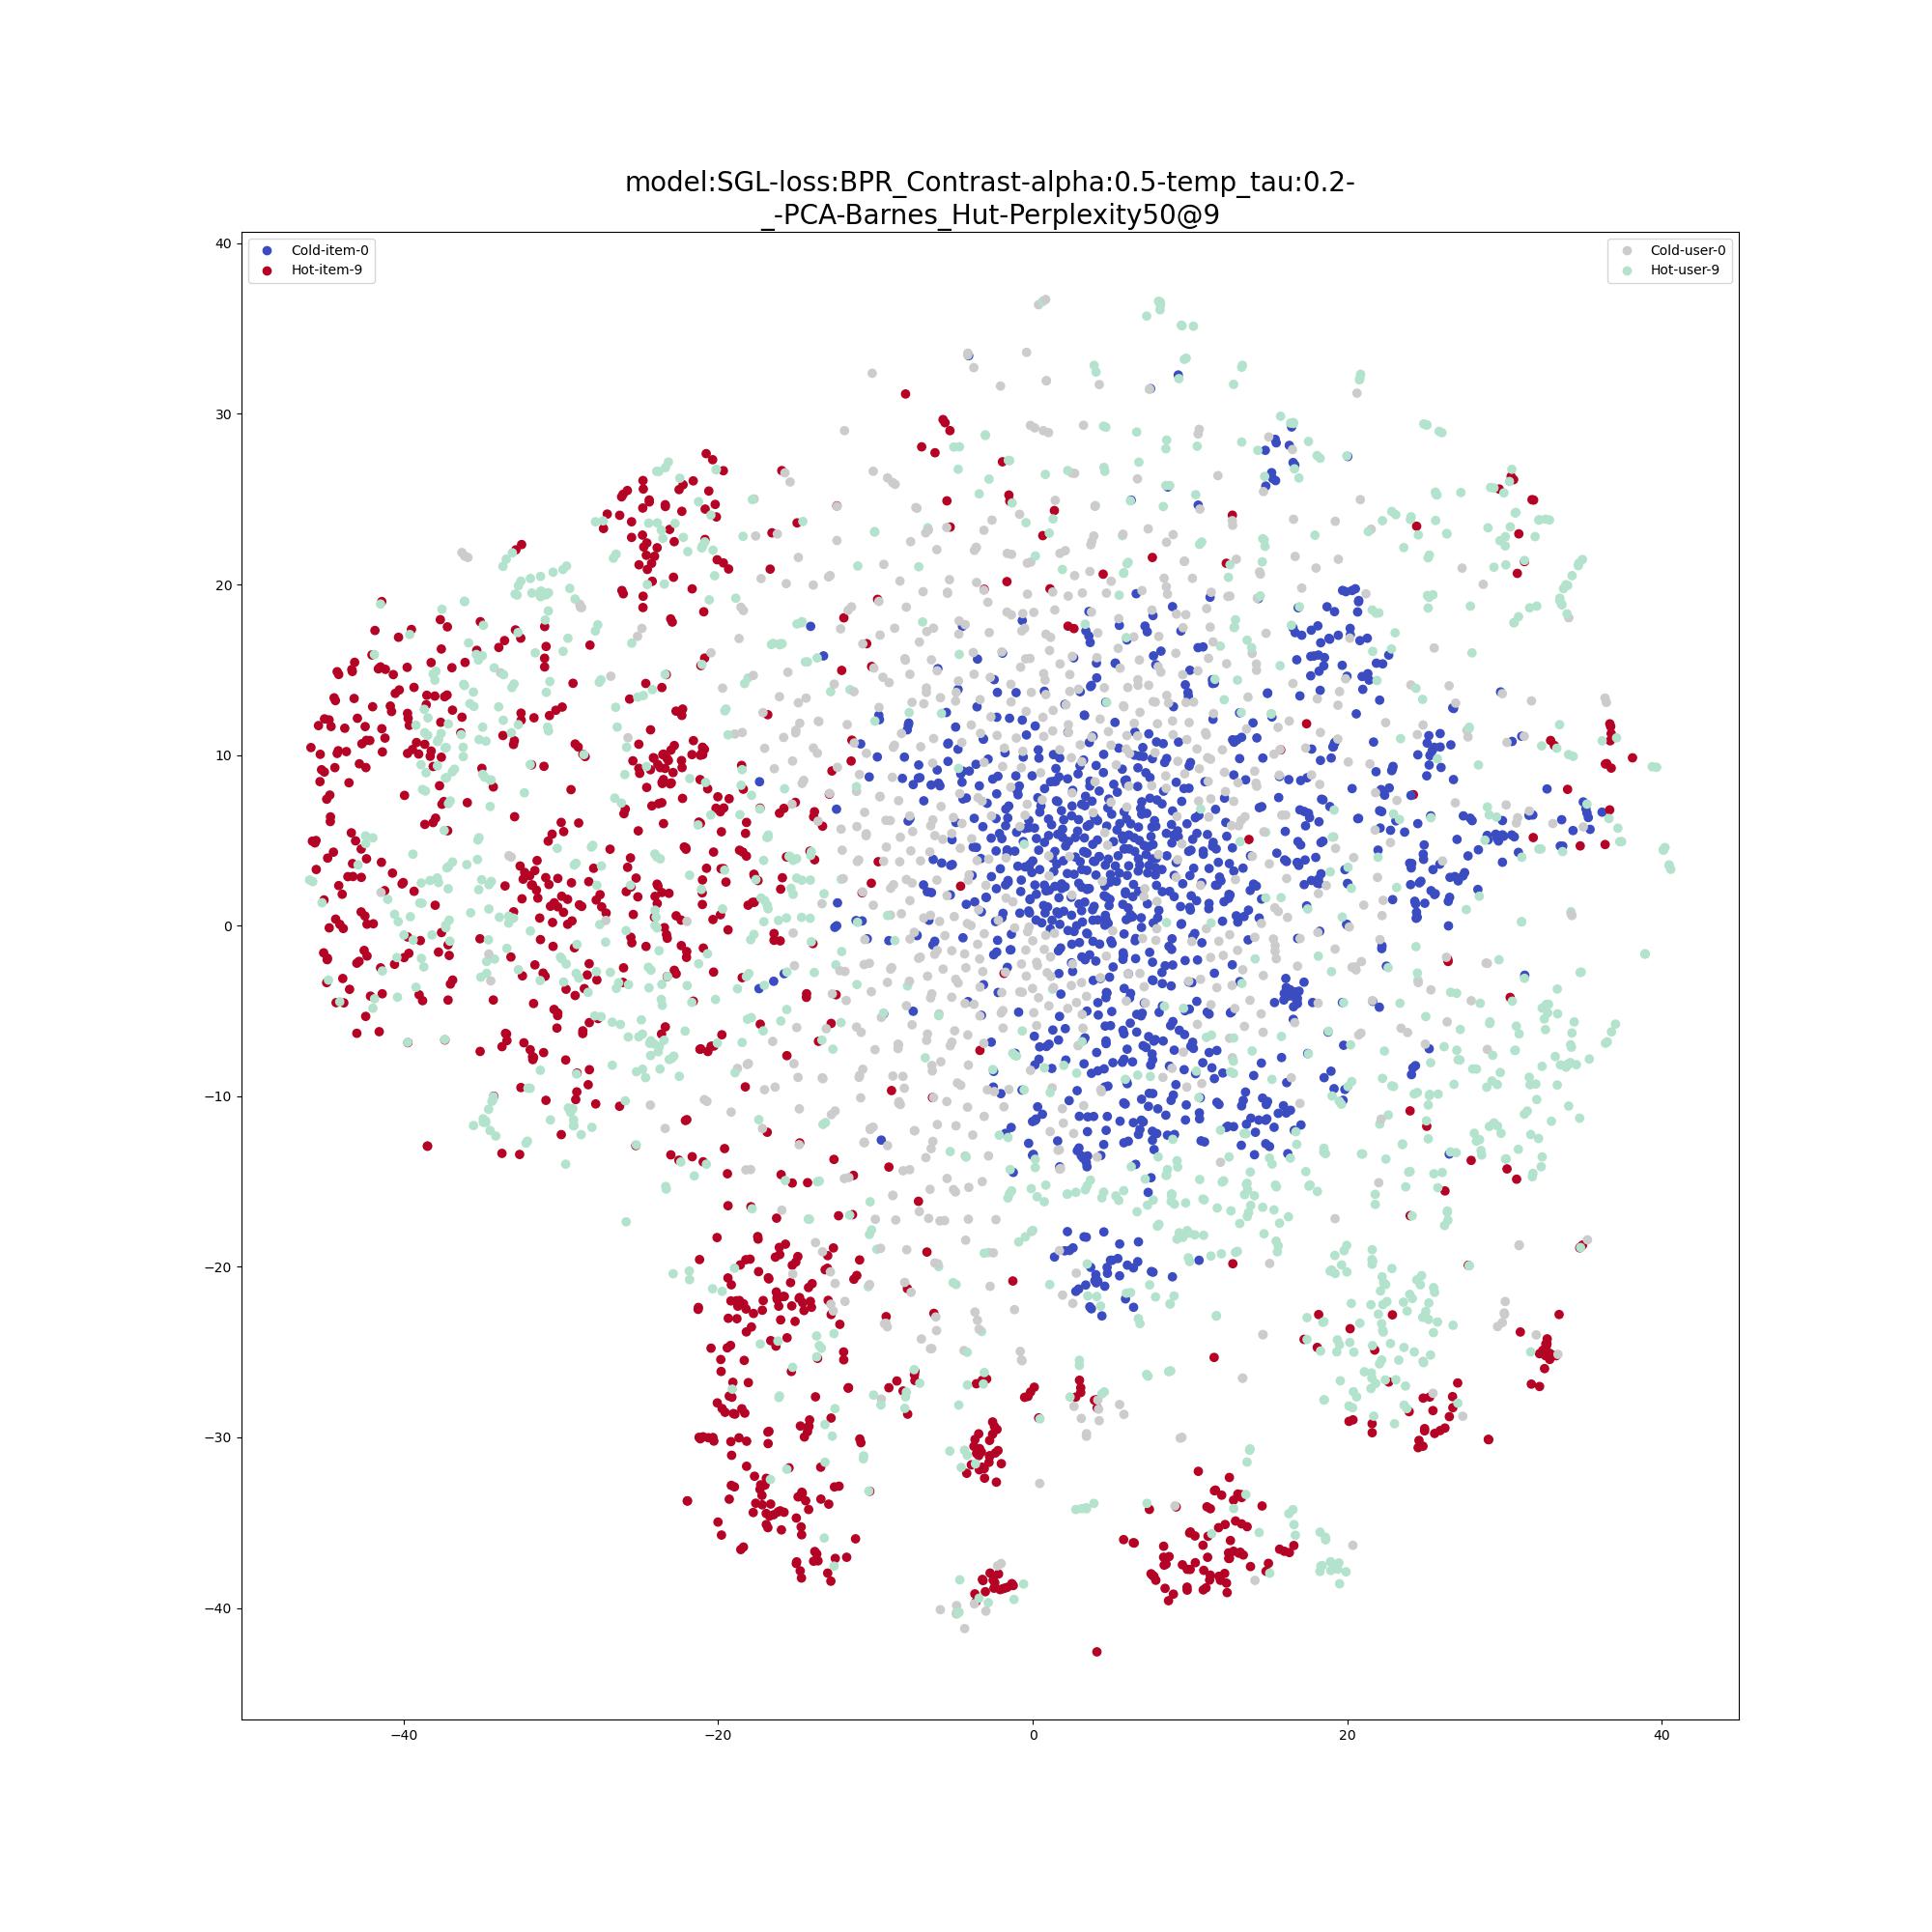 model:SGL-loss:BPR_Contrast-alpha:0.5-temp_tau:0.2-
_-PCA-Barnes_Hut-Perplexity50@9
Cold-item-0
Hot-item-9
Cold-user-0
Hot-user-9
40
30
20
10
0
−10
−20
−30
−40
−40
−20
0
20
40